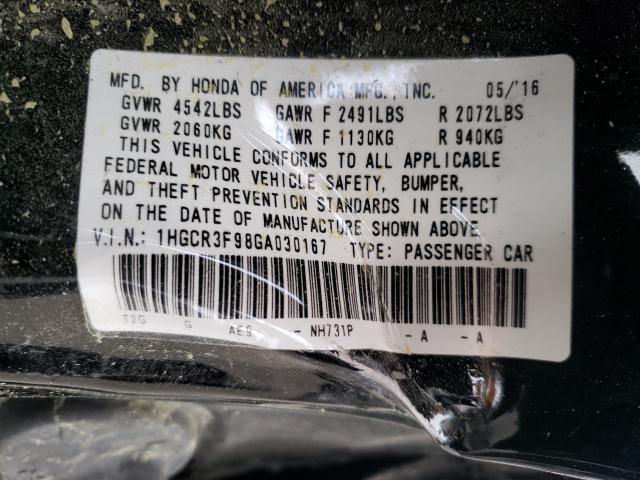 MFD. BY HONDA OF AMERICA MFG., INC. 05/'16
GVWR 4542LBS GAWR F 2491LBS R 2072LBS
GVWR 2060KG GAWR F 1130KG R 940KG
THIS VEHICLE CONFORMS TO ALL APPLICABLE
FEDERAL MOTOR VEHICLE SAFETY, BUMPER,
AND THEFT PREVENTION STANDARDS IN EFFECT
ON THE DATE OF MANUFACTURE SHOWN ABOVE.
V.I.N.: 1HGCR3F98GA030167 TYPE: PASSENGER CAR
T2G G AE9 - NH731P - A - A